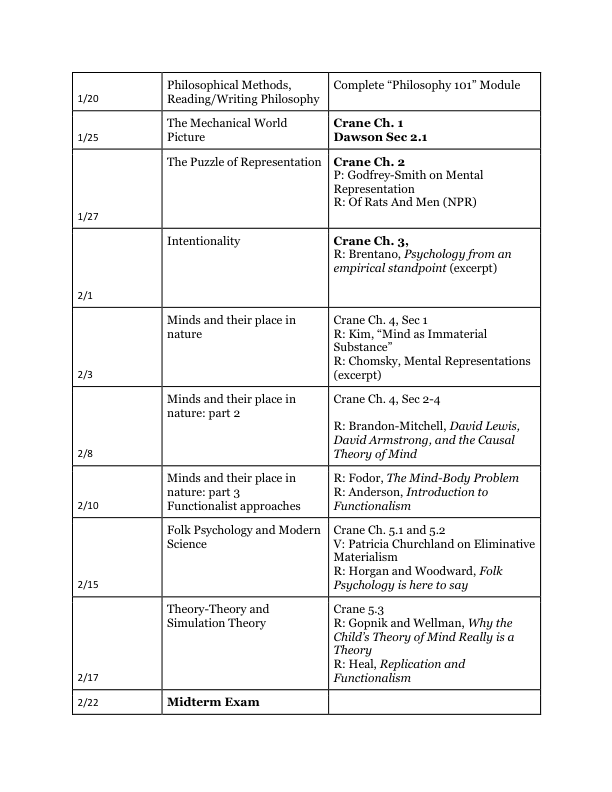 Philosophical Methods,
Reading/Writing Philosophy
Complete “Philosophy 101” Module
1/20
The Mechanical World
Picture
Crane Ch. 1
Dawson Sec 2.1
1/25
The Puzzle of Representation
Crane Ch. 2
P: Godfrey-Smith on Mental
Representation
R: Of Rats And Men (NPR)
1/27
Intentionality
Crane Ch. 3,
R: Brentano, Psychology from an
empirical standpoint (excerpt)
2/1
Minds and their place in
nature
Crane Ch. 4, Sec 1
R: Kim, “Mind as Immaterial
Substance”
R: Chomsky, Mental Representations
(excerpt)
2/3
Minds and their place in
nature: part 2
Crane Ch. 4, Sec 2-4
R: Brandon-Mitchell, David Lewis,
David Armstrong, and the Causal
Theory of Mind
2/8
Minds and their place in
nature: part 3
Functionalist approaches
R: Fodor, The Mind-Body Problem
R: Anderson, Introduction to
Functionalism
2/10
Folk Psychology and Modern
Science
Crane Ch. 5.1 and 5.2
V: Patricia Churchland on Eliminative
Materialism
R: Horgan and Woodward, Folk
Psychology is here to say
2/15
Theory-Theory and
Simulation Theory
Crane 5.3
R: Gopnik and Wellman, Why the
Child’s Theory of Mind Really is a
Theory
R: Heal, Replication and
Functionalism
2/17
2/22
Midterm Exam